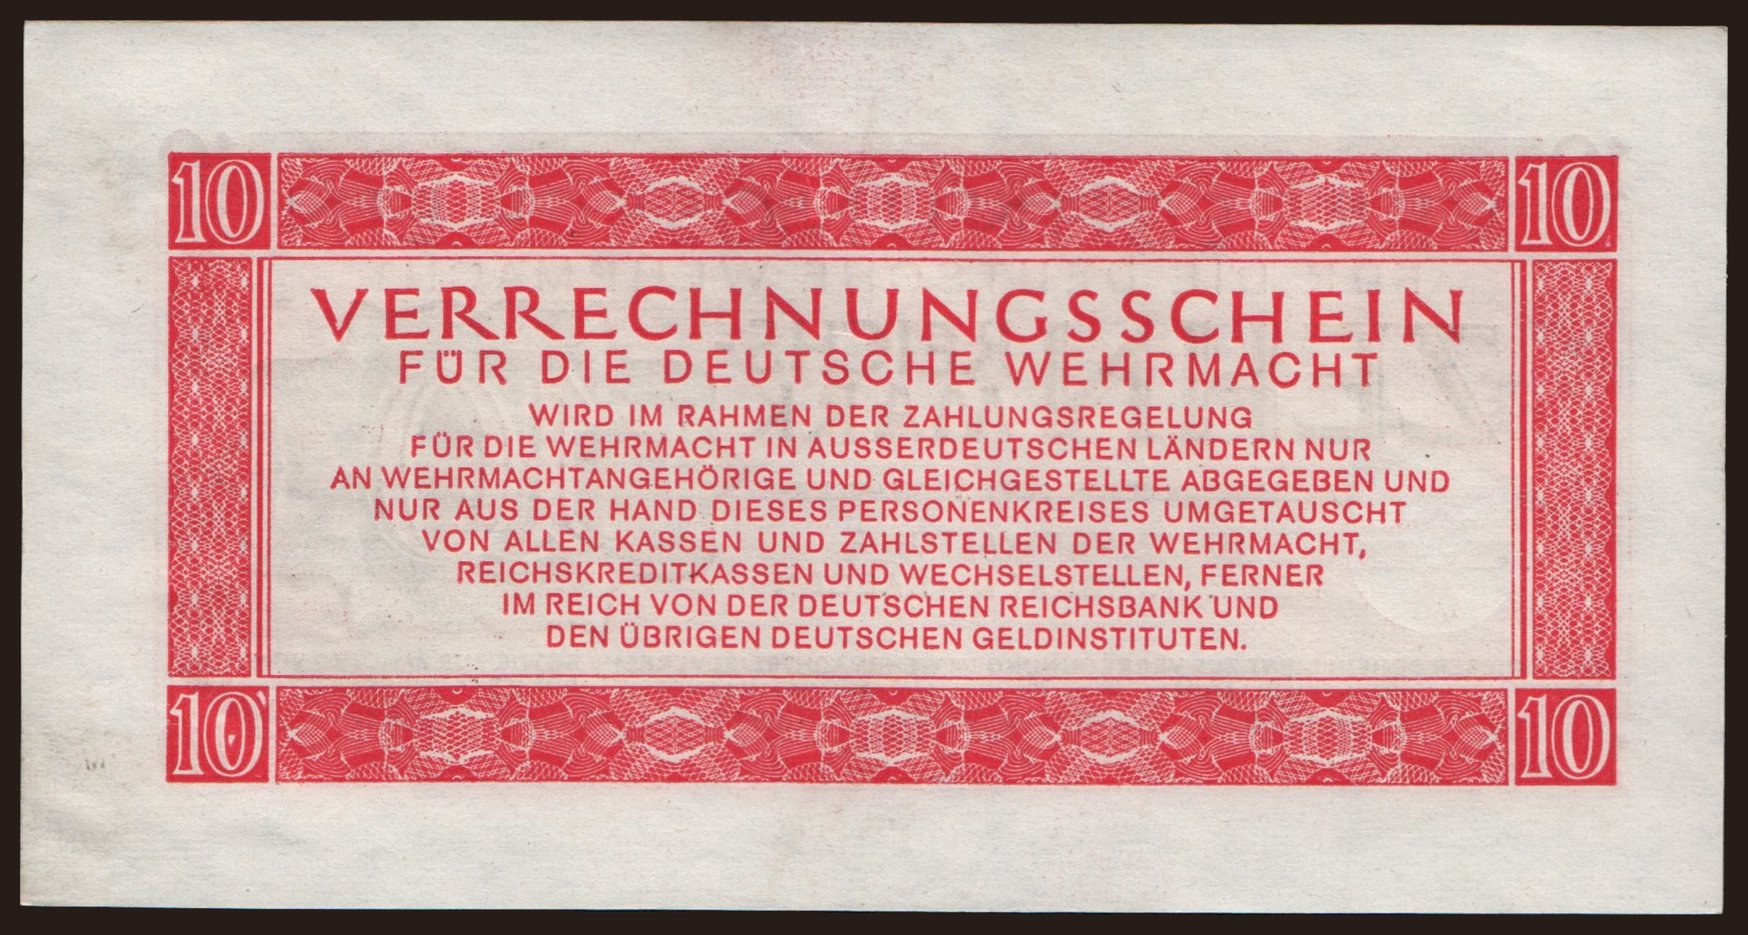 10 10
VERRECHNUNGSSCHEIN
FÜR DIE DEUTSCHE WEHRMACHT
WIRD IM RAHMEN DER ZAHLUNGSREGELUNG
FÜR DIE WEHRMACHT IN AUSSERDEUTSCHEN LÄNDERN NUR
AN WEHRMACHTANGEHÖRIGE UND GLEICHGESTELLTE ABGEGEBEN UND
NUR AUS DER HAND DIESES PERSONENKREISES UMGETAUSCHT
VON ALLEN KASSEN UND ZAHLSTELLEN DER WEHRMACHT,
REICHSKREDITKASSEN UND WECHSELSTELLEN, FERNER
IM REICH VON DER DEUTSCHEN REICHSBANK UND
DEN ÜBRIGEN DEUTSCHEN GELDINSTITUTEN.
10 10